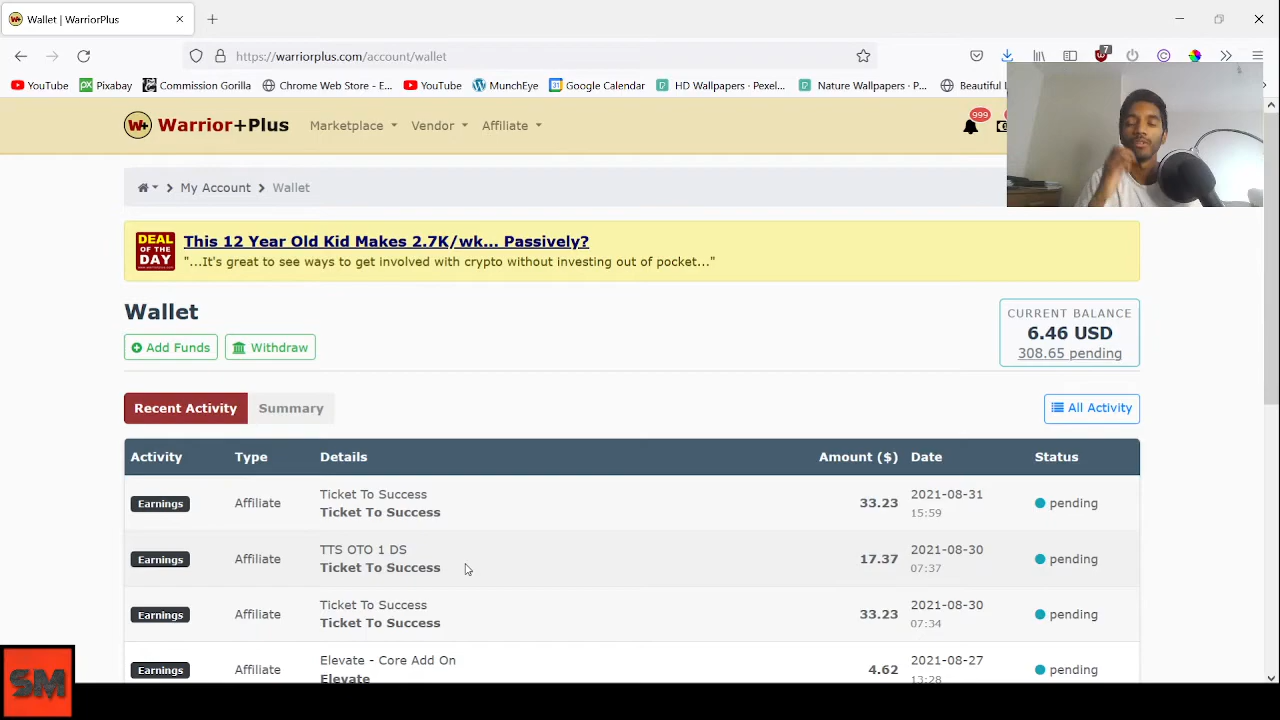 Wallet | WarriorPlus
https://warriorplus.com/account/wallet
7
YouTube
Pixabay
Commission Gorilla
Chrome Web Store - E...
YouTube
MunchEye
Google Calendar
HD Wallpapers - Pexel...
Nature Wallpapers - P...
Beautiful L
W+ Warrior+Plus
Marketplace
Vendor
Affiliate
999
My Account
Wallet
DEAL OF THE DAY
This 12 Year Old Kid Makes 2.7K/wk... Passively?
"...It's great to see ways to get involved with crypto without investing out of pocket..."
Wallet
CURRENT BALANCE
6.46 USD
308.65 pending
Add Funds
Withdraw
Recent Activity
Summary
All Activity
Activity Type Details Amount ($) Date Status
Earnings Affiliate Ticket To Success 33.23 2021-08-31 pending
Ticket To Success 15:59
Earnings Affiliate TTS OTO 1 DS 17.37 2021-08-30 pending
Ticket To Success 07:37
Earnings Affiliate Ticket To Success 33.23 2021-08-30 pending
Ticket To Success 07:34
Earnings Affiliate Elevate - Core Add On 4.62 2021-08-27 pending
Elevate 13:28
SM